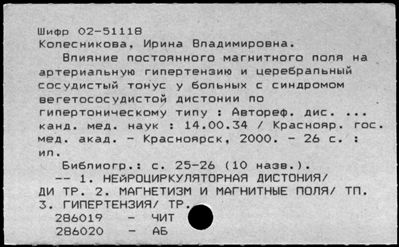 Шифр 02-51118
Колесникова, Ирина Владимировна.
Влияние постоянного магнитного поля на
артериальную гипертензию и церебральный
сосудистый тонус у больных с синдромом
вегетососудистой дистонии по
гипертоническому типу : Автореф. дис. ...
канд. мед. наук : 14.00.34 / Краснояр. гос.
мед. акад. - Красноярск, 2000. - 26 с. :
ил.
Библиогр.: с. 25-26 (10 назв.).
-- 1. НЕЙРОЦИРКУЛЯТОРНАЯ ДИСТОНИЯ/
ДИ ТР. 2. МАГНЕТИЗМ И МАГНИТНЫЕ ПОЛЯ/ ТП.
3. ГИПЕРТЕНЗИЯ/ ТР.
286019 - ЧИТ
286020 - АБ